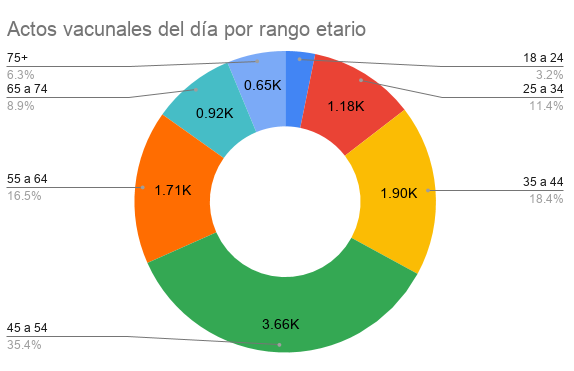 Actos vacunales del día por rango etario
75+
6.3%
65 a 74
8.9%
55 a 64
16.5%
45 a 54
35.4%
18 a 24
3.2%
25 a 34
11.4%
35 a 44
18.4%
0.65K
0.92K
1.18K
1.71K
1.90K
3.66K